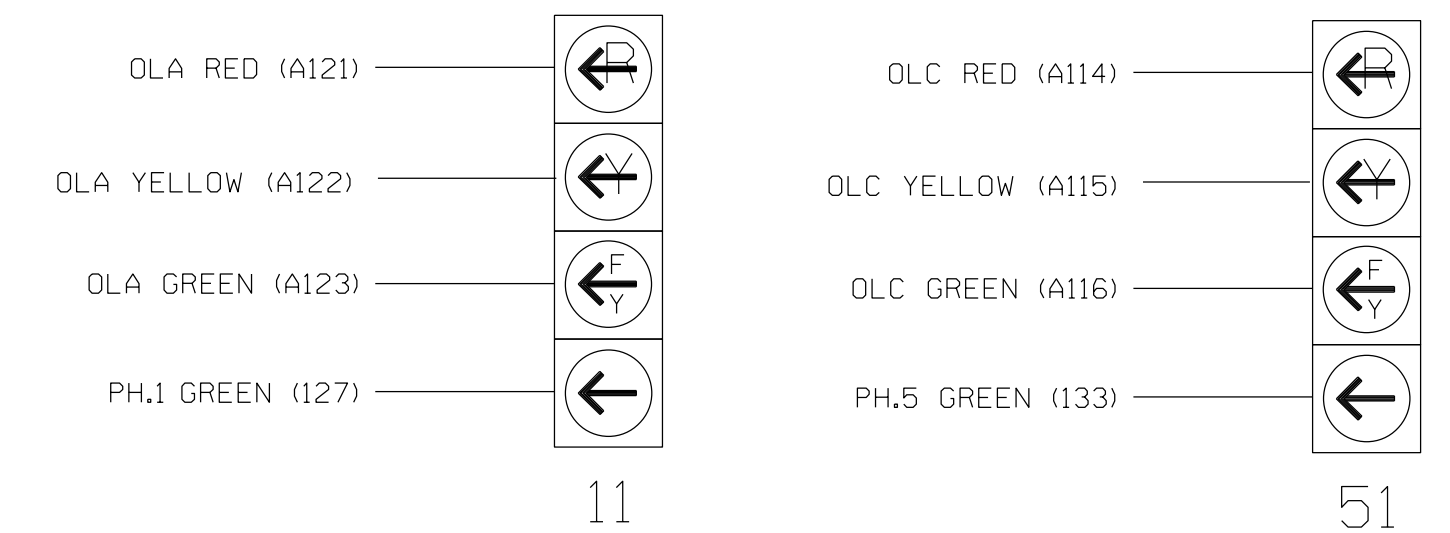 OLA RED (A121)
R
OLA YELLOW (A122)
Y
OLA GREEN (A123)
F
Y
PH.1 GREEN (127)
11
OLC RED (A114)
R
OLC YELLOW (A115)
Y
OLC GREEN (A116)
F
Y
PH.5 GREEN (133)
51